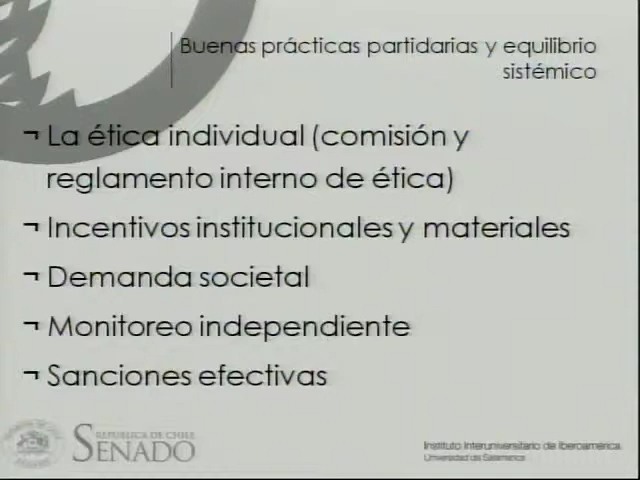 Buenas prácticas partidarias y equilibrio
sistémico
¬ La ética individual (comisión y
reglamento interno de ética)
¬ Incentivos institucionales y materiales
¬ Demanda societal
¬ Monitoreo independiente
¬ Sanciones efectivas
REPUBLICA DE CHILE
SENADO
Instituto Interuniversitario de Iberoamérica
Universidad de Salamanca